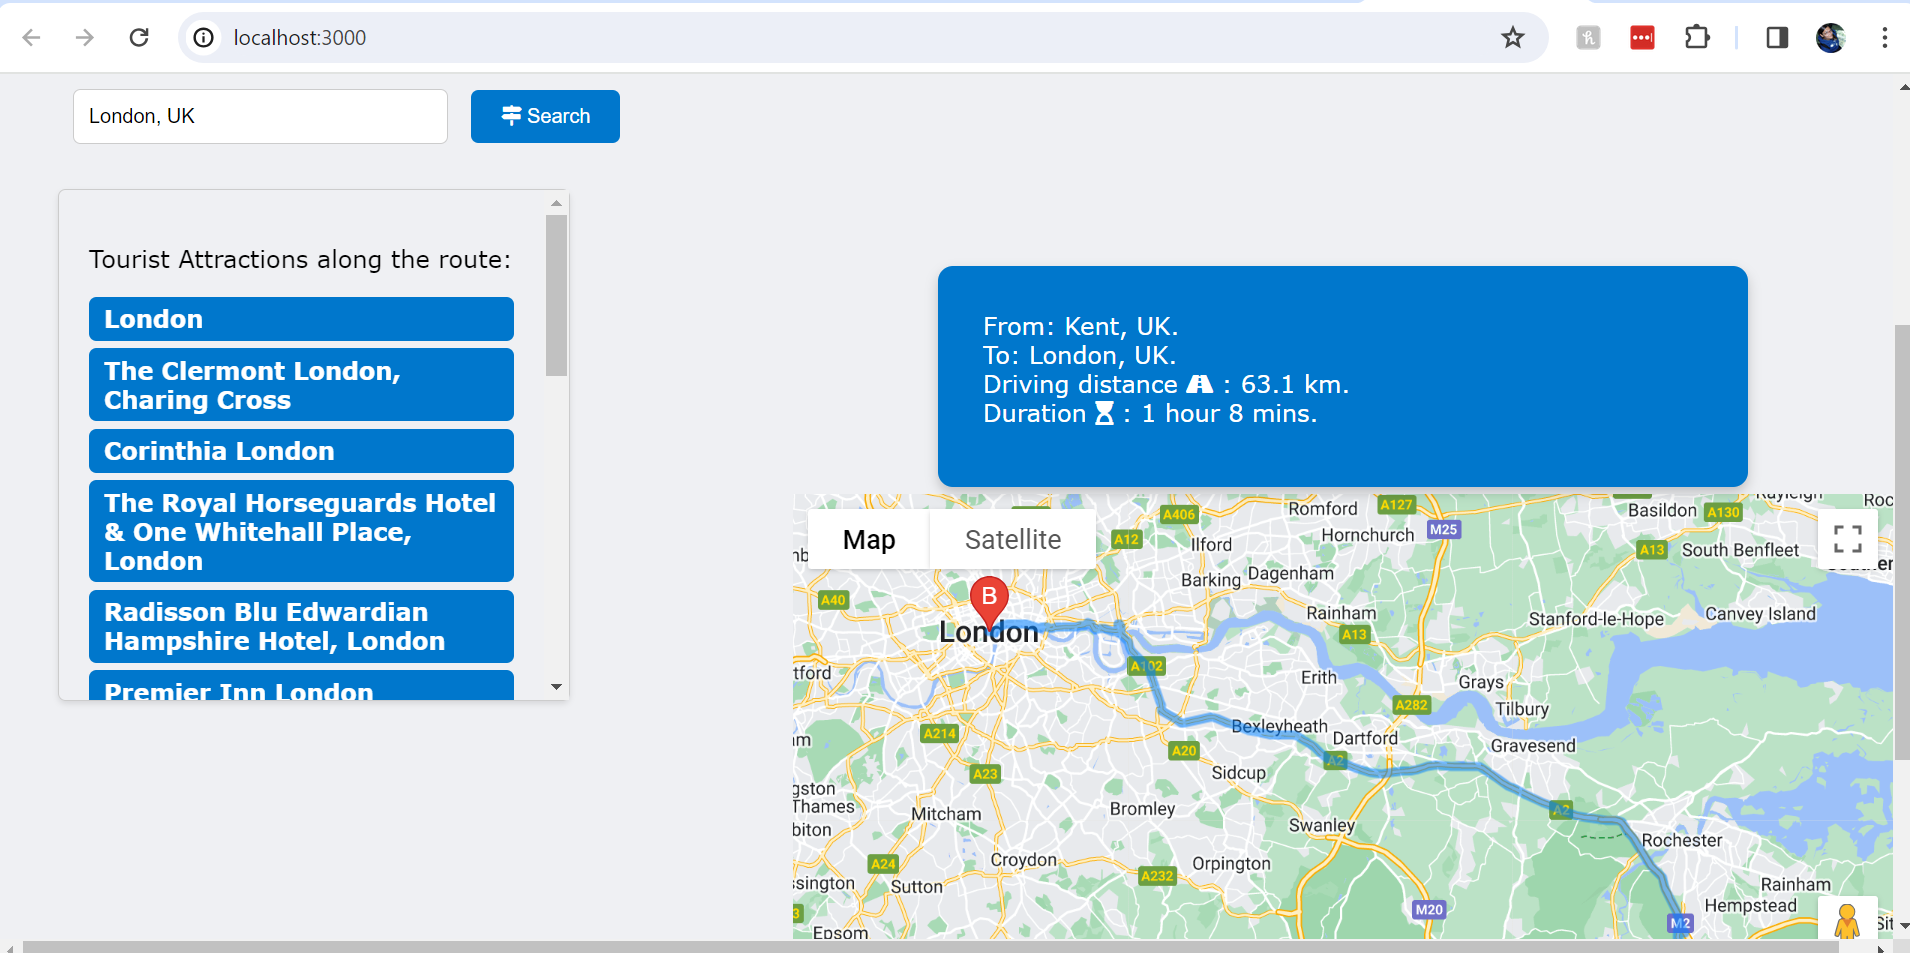 localhost:3000
London, UK
Search
Tourist Attractions along the route:
London
The Clermont London,
Charing Cross
Corinthia London
The Royal Horseguards Hotel
& One Whitehall Place,
London
Radisson Blu Edwardian
Hampshire Hotel, London
Premier Inn London
From: Kent, UK.
To: London, UK.
Driving distance : 63.1 km.
Duration : 1 hour 8 mins.
Map
Satellite
A406
Romford
A127
Rayleigh
Roc
Basildon
A130
M25
Hornchurch
A12
Ilford
A13
South Benfleet
Barking
Dagenham
A40
B
London
Rainham
A13
Stanford-le-Hope
Canvey Island
tford
A102
Erith
Grays
A282
Tilbury
Bexleyheath
Dartford
Gravesend
A214
A20
A2
A23
Sidcup
gston
Thames
Mitcham
Bromley
Swanley
A2
biton
Rochester
A24
Croydon
Orpington
A232
ssington
Sutton
Rainham
Hempstead
M20
3
M2
Sit
Epsom